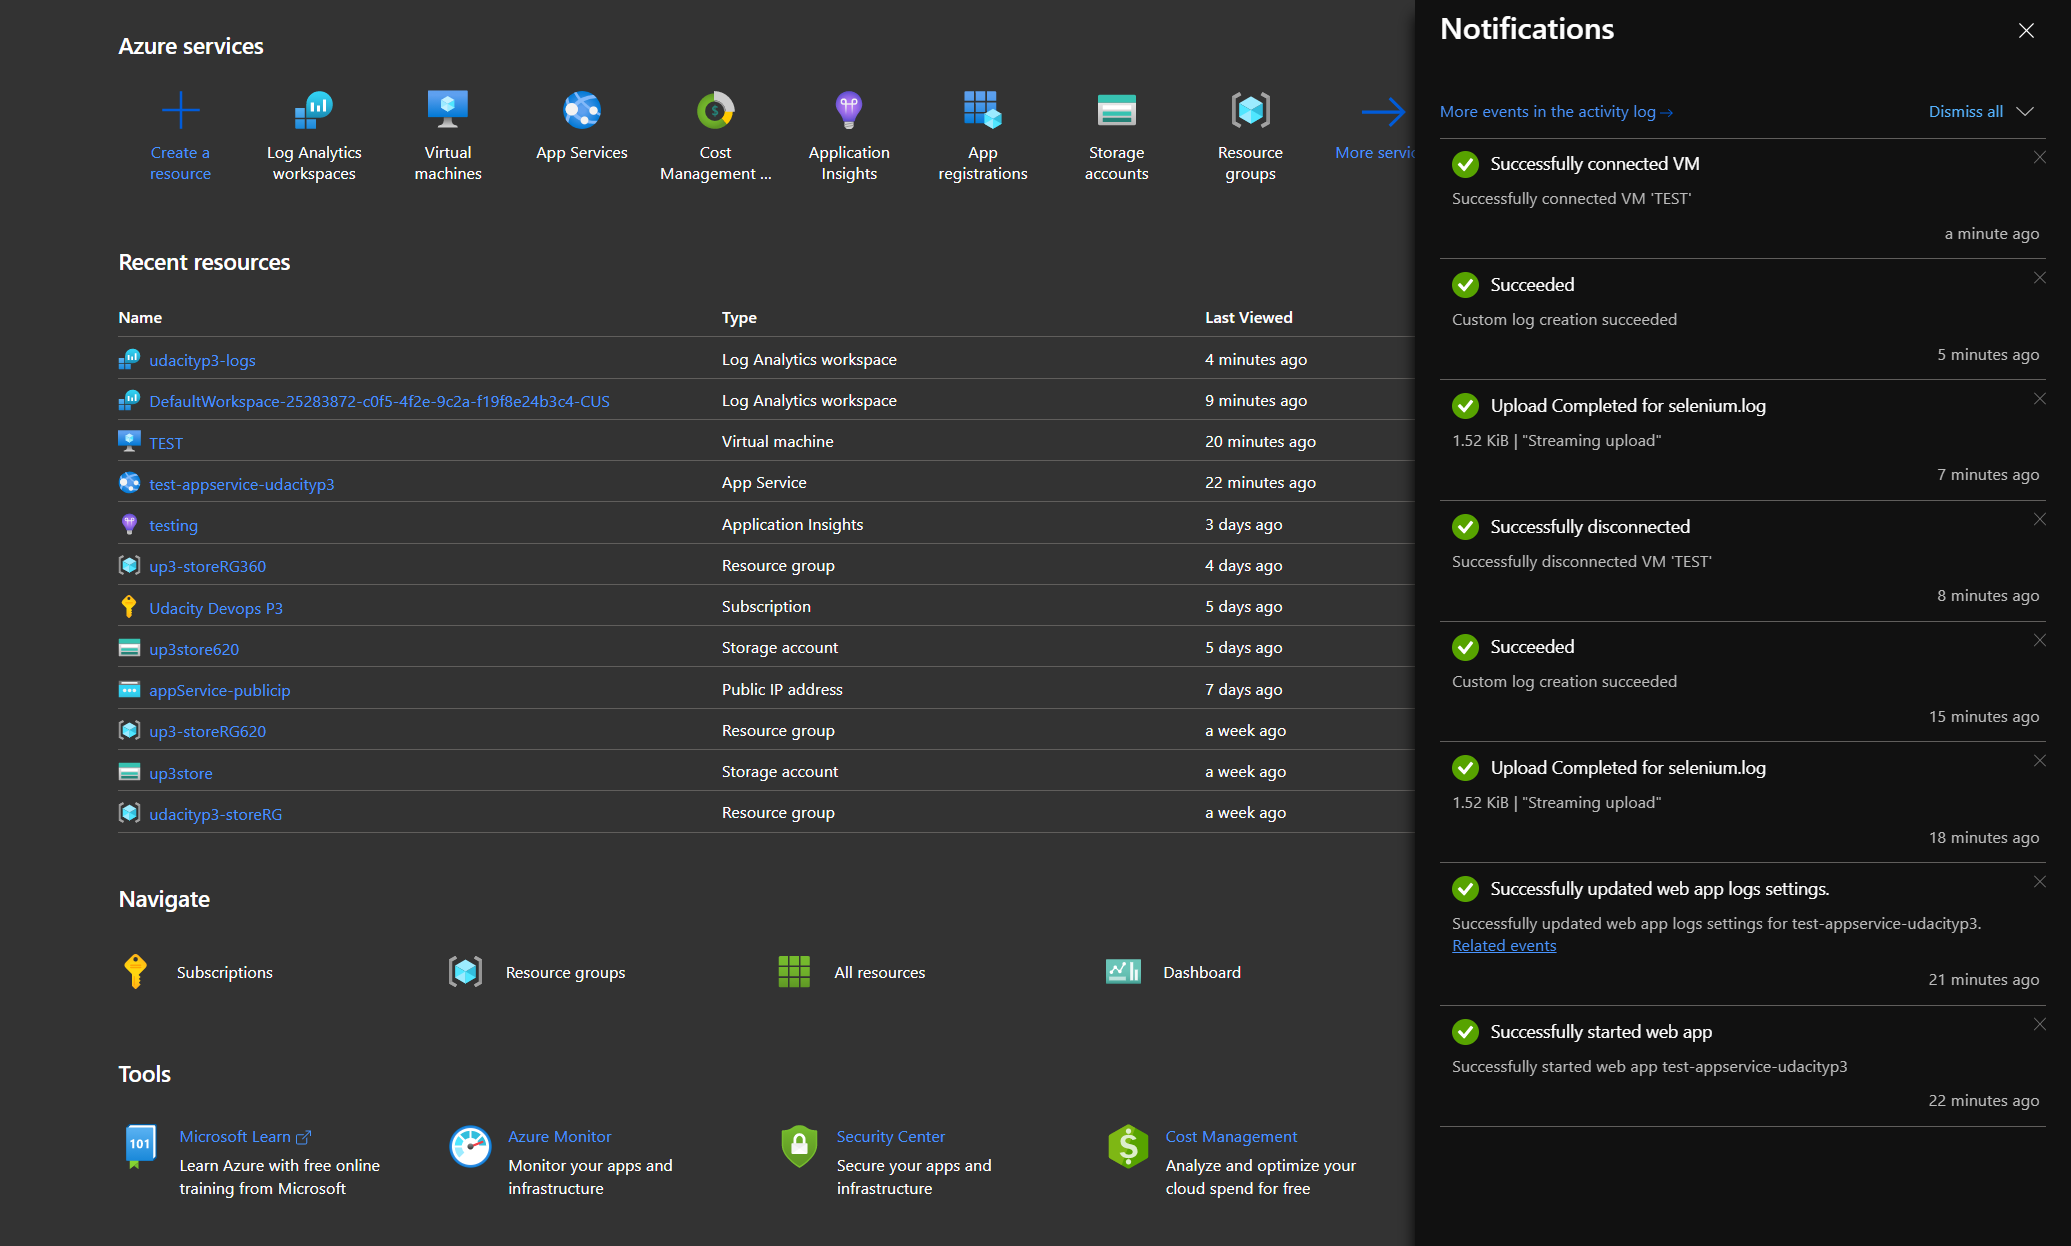 Azure services
Create a
resource
Log Analytics
workspaces
Virtual
machines
App Services
Cost
Management ...
Application
Insights
App
registrations
Storage
accounts
Resource
groups
More servic
Recent resources
Name Type Last Viewed
udacityp3-logs Log Analytics workspace 4 minutes ago
DefaultWorkspace-25283872-c0f5-4f2e-9c2a-f19f8e24b3c4-CUS Log Analytics workspace 9 minutes ago
TEST Virtual machine 20 minutes ago
test-appservice-udacityp3 App Service 22 minutes ago
testing Application Insights 3 days ago
up3-storeRG360 Resource group 4 days ago
Udacity Devops P3 Subscription 5 days ago
up3store620 Storage account 5 days ago
appService-publicip Public IP address 7 days ago
up3-storeRG620 Resource group a week ago
up3store Storage account a week ago
udacityp3-storeRG Resource group a week ago
Navigate
Subscriptions Resource groups All resources Dashboard
Tools
101
Microsoft Learn
Learn Azure with free online
training from Microsoft
Azure Monitor
Monitor your apps and
infrastructure
Security Center
Secure your apps and
infrastructure
Cost Management
Analyze and optimize your
cloud spend for free
Notifications
More events in the activity log → Dismiss all
Successfully connected VM
Successfully connected VM 'TEST'
a minute ago
Succeeded
Custom log creation succeeded
5 minutes ago
Upload Completed for selenium.log
1.52 KiB | "Streaming upload"
7 minutes ago
Successfully disconnected
Successfully disconnected VM 'TEST'
8 minutes ago
Succeeded
Custom log creation succeeded
15 minutes ago
Upload Completed for selenium.log
1.52 KiB | "Streaming upload"
18 minutes ago
Successfully updated web app logs settings.
Successfully updated web app logs settings for test-appservice-udacityp3.
Related events
21 minutes ago
Successfully started web app
Successfully started web app test-appservice-udacityp3
22 minutes ago